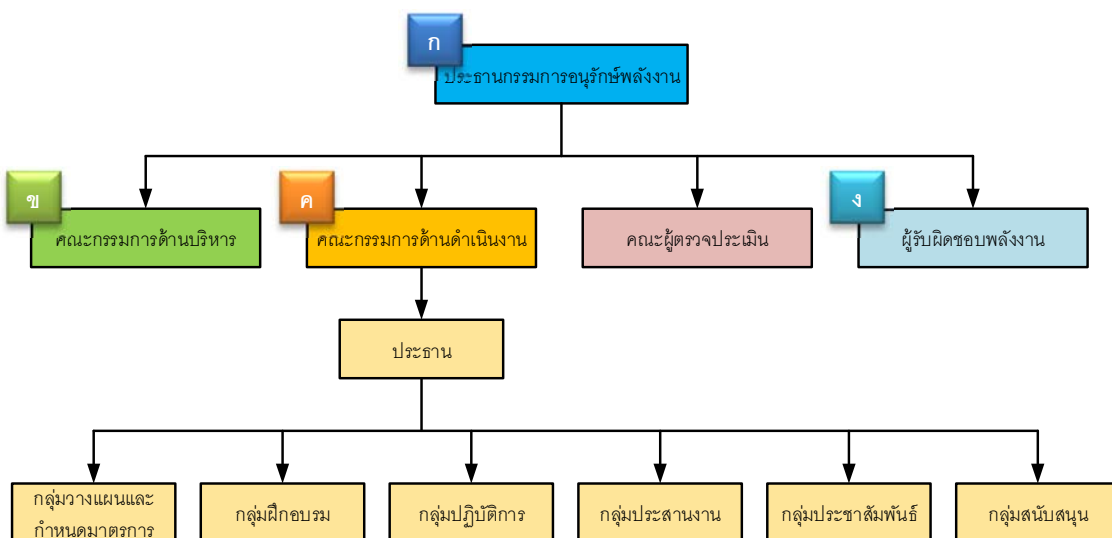 ก
ประธานกรรมการอนุรักษ์พลังงาน
ข
คณะกรรมการด้านบริหาร
ค
คณะกรรมการด้านดำเนินงาน
คณะผู้ตรวจประเมิน
ง
ผู้รับผิดชอบพลังงาน
ประธาน
กลุ่มวางแผนและ
กำหนดมาตรการ
กลุ่มฝึกอบรม
กลุ่มปฏิบัติการ
กลุ่มประสานงาน
กลุ่มประชาสัมพันธ์
กลุ่มสนับสนุน